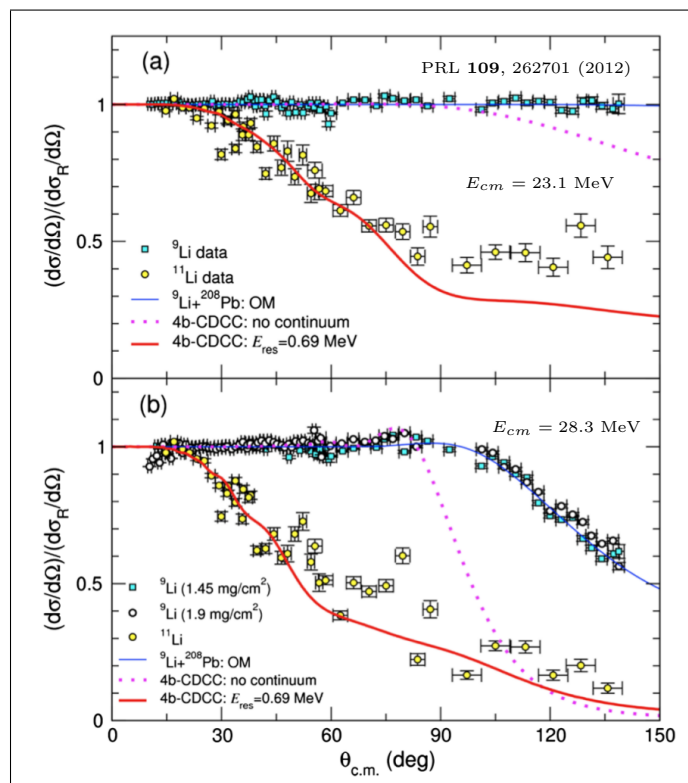 (a)
PRL 109, 262701 (2012)
(dσ/dΩ)/(dσ_R/dΩ)
1
0.5
0
E_cm = 23.1 MeV
⁹Li data
¹¹Li data
⁹Li+²⁰⁸Pb: OM
4b-CDCC: no continuum
4b-CDCC: E_res=0.69 MeV
(b)
E_cm = 28.3 MeV
(dσ/dΩ)/(dσ_R/dΩ)
1
0.5
0
⁹Li (1.45 mg/cm²)
⁹Li (1.9 mg/cm²)
¹¹Li
⁹Li+²⁰⁸Pb: OM
4b-CDCC: no continuum
4b-CDCC: E_res=0.69 MeV
0 30 60 90 120 150
θ_c.m. (deg)